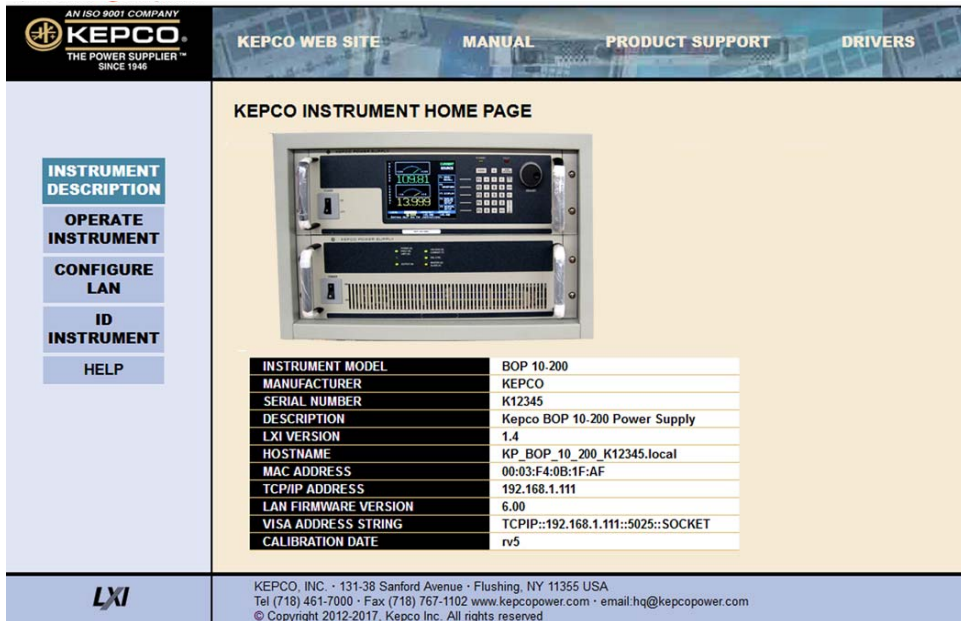 AN ISO 9001 COMPANY
KEPCO®
THE POWER SUPPLIER™
SINCE 1946
KEPCO WEB SITE MANUAL PRODUCT SUPPORT DRIVERS
KEPCO INSTRUMENT HOME PAGE
INSTRUMENT
DESCRIPTION
OPERATE
INSTRUMENT
CONFIGURE
LAN
ID
INSTRUMENT
HELP
109.81
13.999
INSTRUMENT MODEL BOP 10-200
MANUFACTURER KEPCO
SERIAL NUMBER K12345
DESCRIPTION Kepco BOP 10-200 Power Supply
LXI VERSION 1.4
HOSTNAME KP_BOP_10_200_K12345.local
MAC ADDRESS 00:03:F4:0B:1F:AF
TCP/IP ADDRESS 192.168.1.111
LAN FIRMWARE VERSION 6.00
VISA ADDRESS STRING TCPIP::192.168.1.111::5025::SOCKET
CALIBRATION DATE rv5
LXI
KEPCO, INC. · 131-38 Sanford Avenue · Flushing, NY 11355 USA
Tel (718) 461-7000 · Fax (718) 767-1102 www.kepcopower.com · email:hq@kepcopower.com
© Copyright 2012-2017, Kepco Inc. All rights reserved